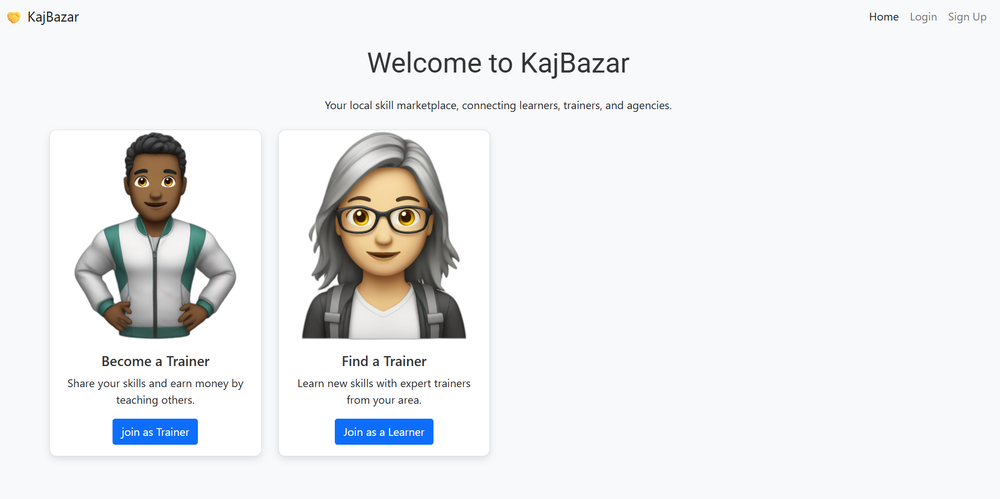 KajBazar
Home Login Sign Up
Welcome to KajBazar
Your local skill marketplace, connecting learners, trainers, and agencies.
Become a Trainer
Share your skills and earn money by
teaching others.
join as Trainer
Find a Trainer
Learn new skills with expert trainers
from your area.
Join as a Learner